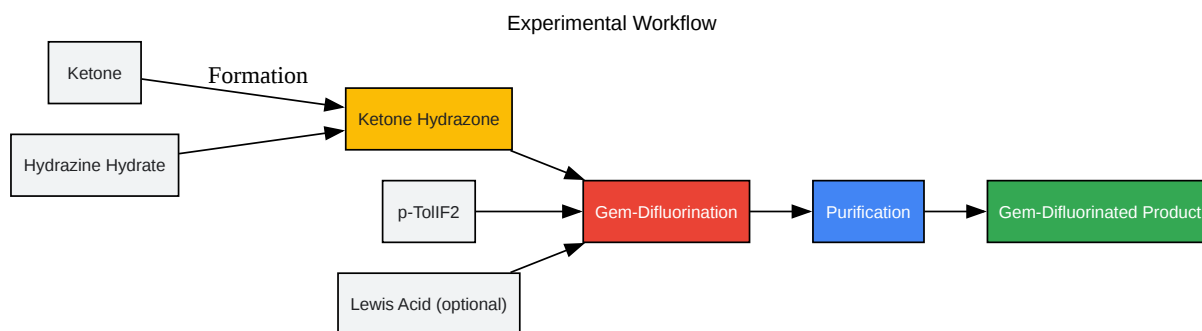 Experimental Workflow
Ketone
Formation
Ketone Hydrazone
Hydrazine Hydrate
p-TolIF2
Gem-Difluorination
Purification
Gem-Difluorinated Product
Lewis Acid (optional)